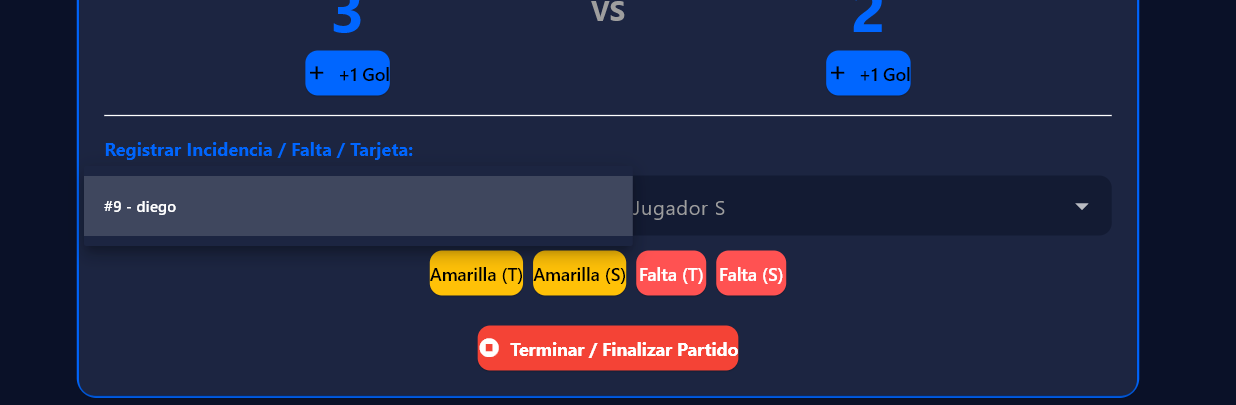 3
VS
2
+ +1 Gol
+ +1 Gol
Registrar Incidencia / Falta / Tarjeta:
#9 - diego
Jugador S
Amarilla (T)
Amarilla (S)
Falta (T)
Falta (S)
Terminar / Finalizar Partido